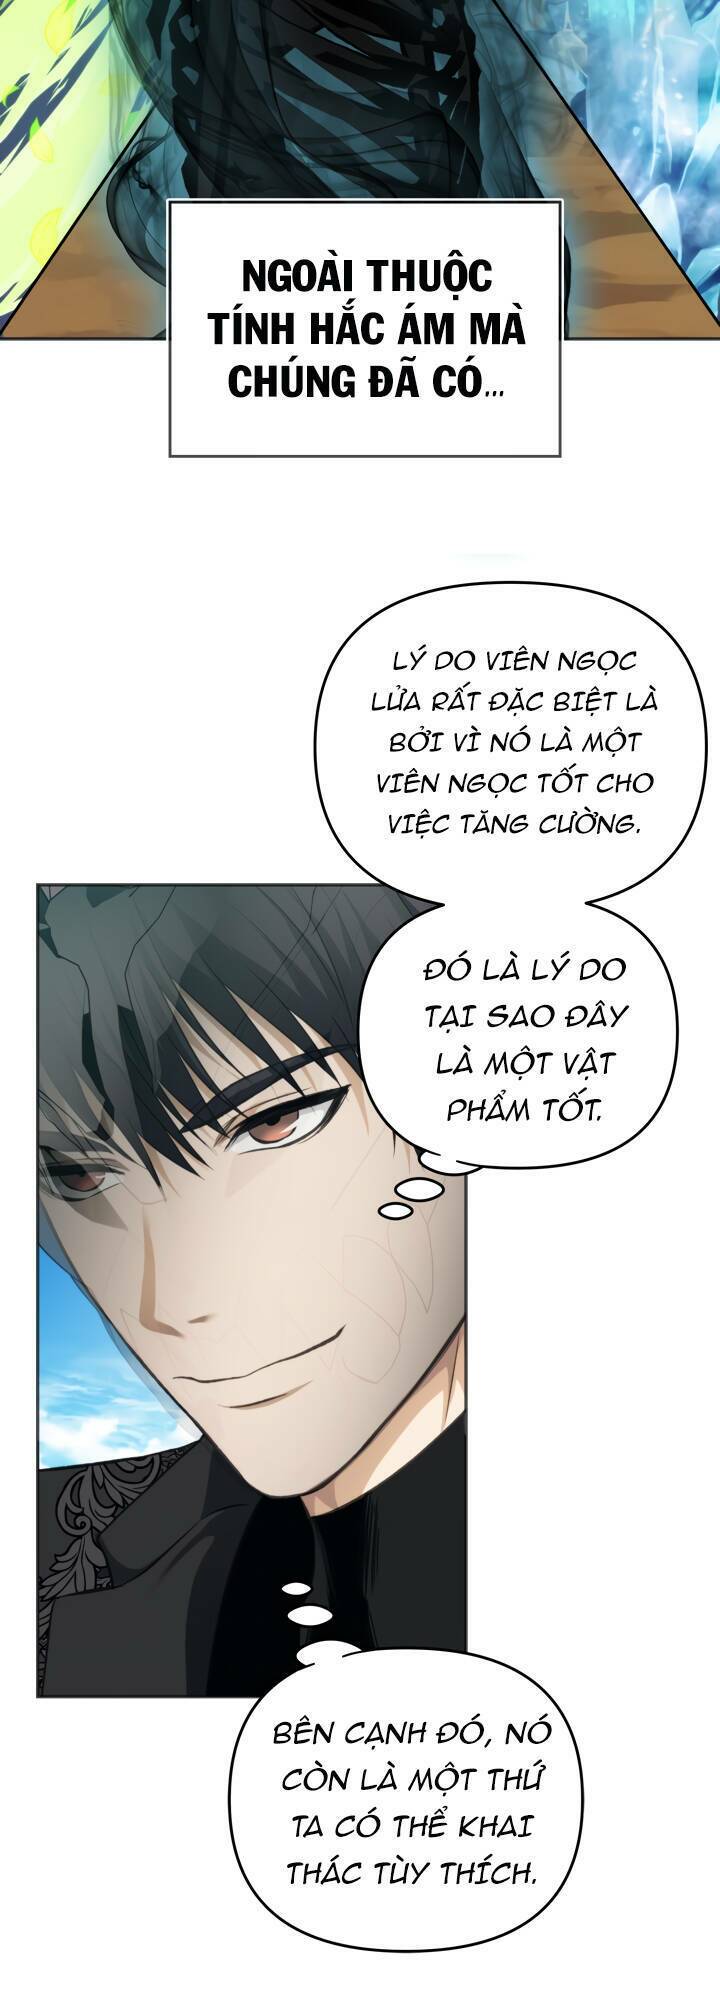 NGOÀI THUỘC
TÍNH HẮC ÁM MÀ
CHÚNG ĐÃ CÓ...
LÝ DO VIÊN NGỌC
LỬA RẤT ĐẶC BIỆT LÀ
BỞI VÌ NÓ LÀ MỘT
VIÊN NGỌC TỐT CHO
VIỆC TĂNG CƯỜNG.
ĐÓ LÀ LÝ DO
TẠI SAO ĐÂY
LÀ MỘT VẬT
PHẨM TỐT.
BÊN CẠNH ĐÓ, NÓ
CÒN LÀ MỘT THỨ
TA CÓ THỂ KHAI
THÁC TÙY THÍCH.